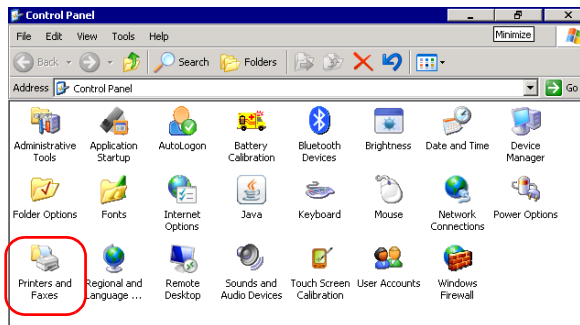 Control Panel
File Edit View Tools Help
Minimize
Back Search Folders
Address Control Panel Go
Administrative Tools
Application Startup
AutoLogon
Battery Calibration
Bluetooth Devices
Brightness
Date and Time
Device Manager
Folder Options
Fonts
Internet Options
Java
Keyboard
Mouse
Network Connections
Power Options
Printers and Faxes
Regional and Language ...
Remote Desktop
Sounds and Audio Devices
Touch Screen Calibration
User Accounts
Windows Firewall